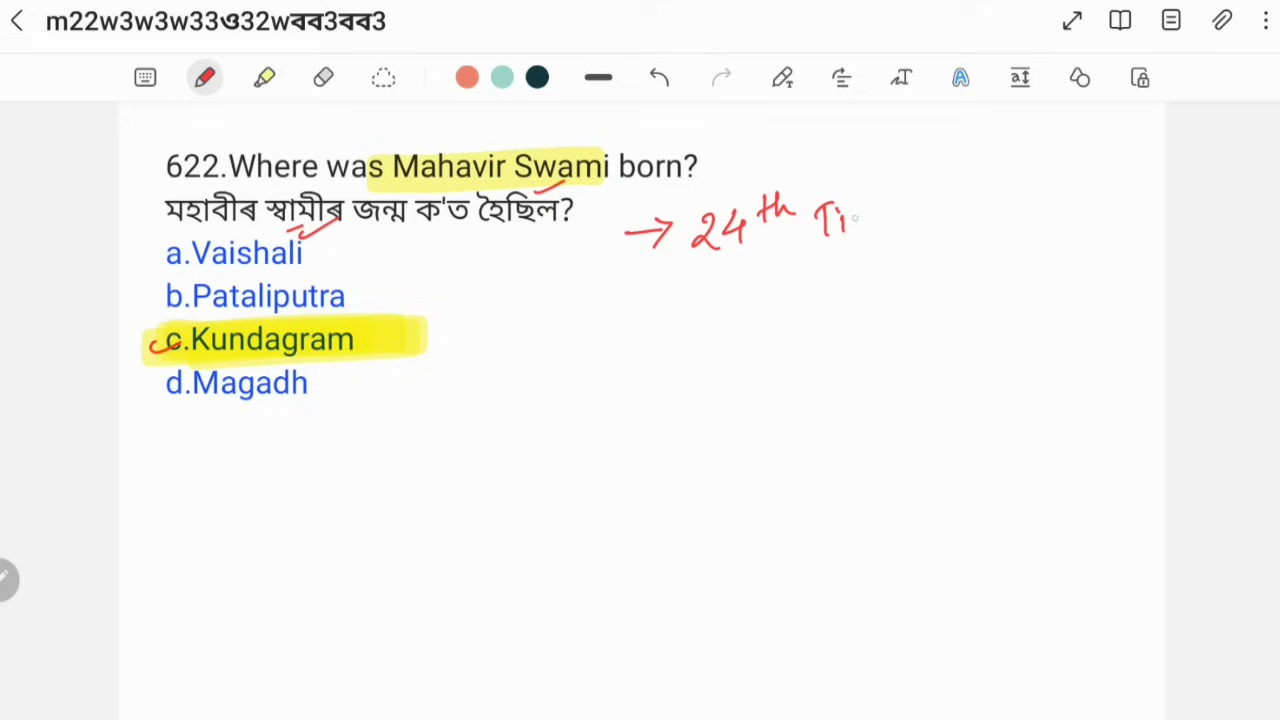 m22w3w3w33ও32wবব3বব3
622.Where was Mahavir Swami born?
মহাবীৰ স্বামীৰ জন্ম ক'ত হৈছিল?
→ 24th Ti
a.Vaishali
b.Pataliputra
c.Kundagram
d.Magadh